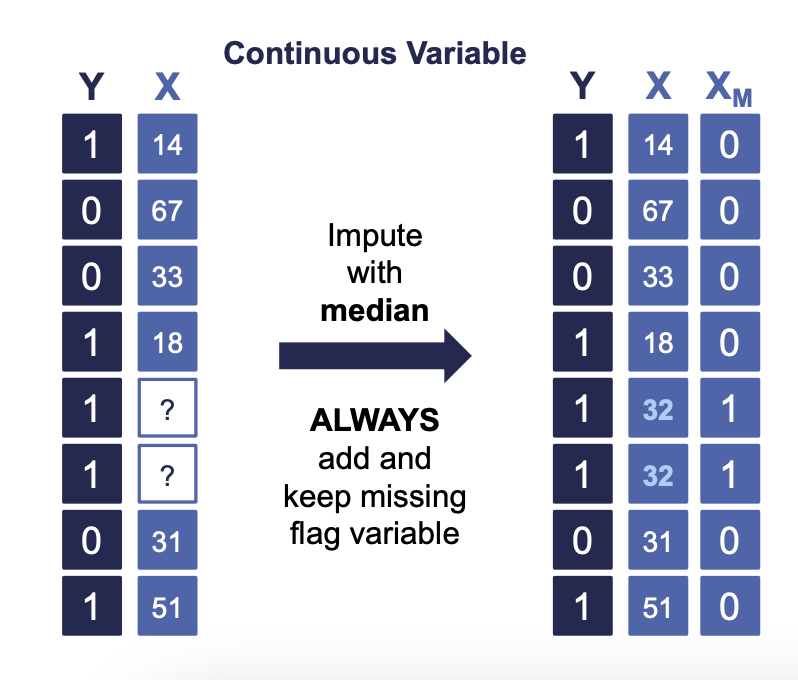 Continuous Variable
Y X
1 14
0 67
0 33
1 18
1 ?
1 ?
0 31
1 51
Impute
with
median
ALWAYS
add and
keep missing
flag variable
Y X XM
1 14 0
0 67 0
0 33 0
1 18 0
1 32 1
1 32 1
0 31 0
1 51 0